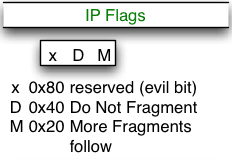 IP Flags
x D M
x 0x80 reserved (evil bit)
D 0x40 Do Not Fragment
M 0x20 More Fragments
follow